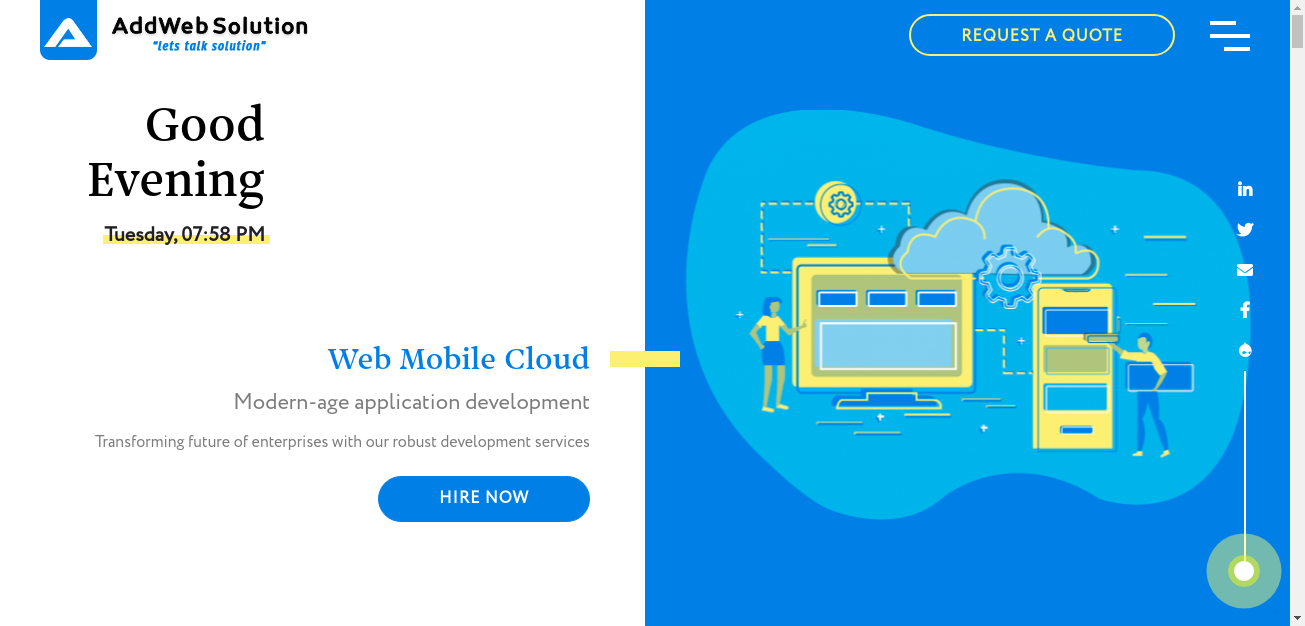 AddWeb Solution
"lets talk solution"
REQUEST A QUOTE
Good
Evening
Tuesday, 07:58 PM
Web Mobile Cloud
Modern-age application development
Transforming future of enterprises with our robust development services
HIRE NOW